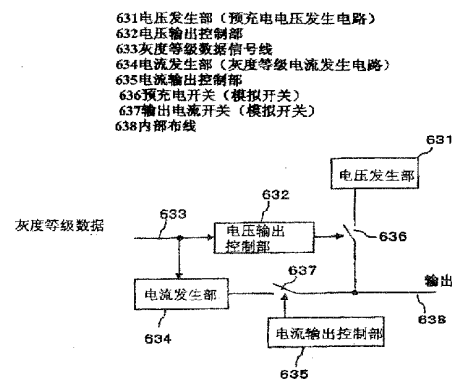 631电压发生部（预充电电压发生电路）
632电压输出控制部
633灰度等级数据信号线
634电流发生部（灰度等级电流发生电路）
635电流输出控制部
636预充电开关（模拟开关）
637输出电流开关（模拟开关）
638内部布线
631
电压发生部
632
灰度等级数据
633
电压输出
控制部
636
637
输出
电流发生部
638
634
电流输出控制部
635